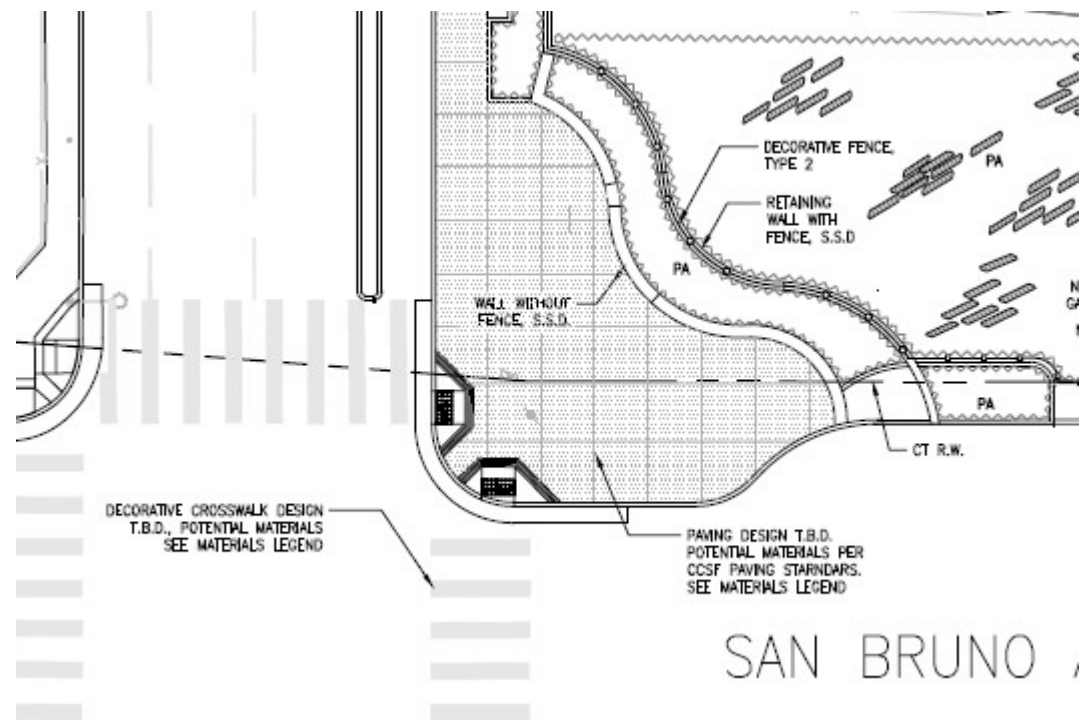 DECORATIVE FENCE,
TYPE 2
PA
RETAINING
WALL WITH
FENCE, S.S.D
PA
WALL WITHOUT
FENCE, S.S.D.
N
GA
N
PA
CT R.W.
DECORATIVE CROSSWALK DESIGN
T.B.D., POTENTIAL MATERIALS
SEE MATERIALS LEGEND
PAVING DESIGN T.B.D.
POTENTIAL MATERIALS PER
CCSF PAVING STARNDARS.
SEE MATERIALS LEGEND
SAN BRUNO A